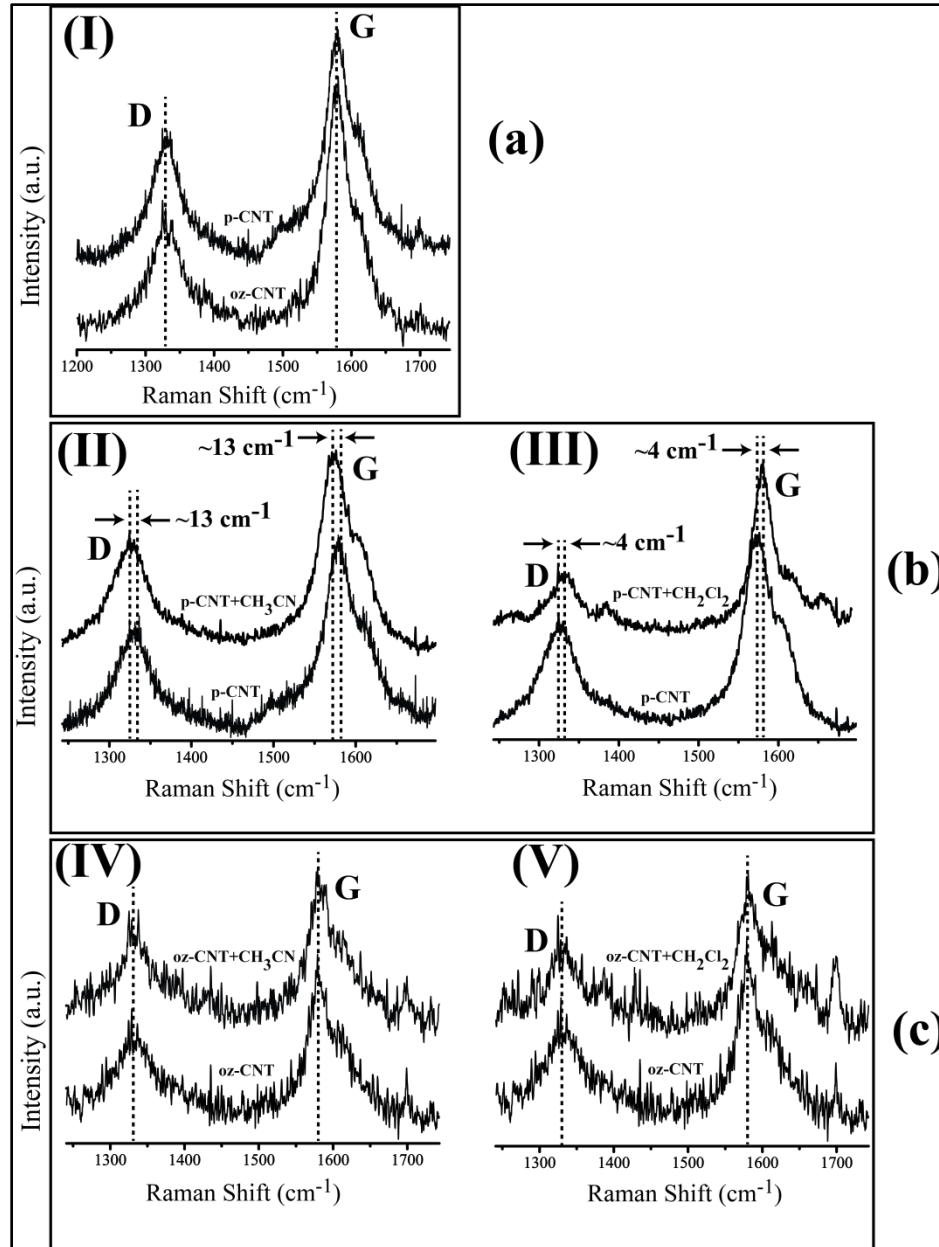 (I)
G
D
(a)
p-CNT
oz-CNT
Intensity (a.u.)
1200 1300 1400 1500 1600 1700
Raman Shift (cm⁻¹)
(II)
~13 cm⁻¹
G
~13 cm⁻¹
D
p-CNT+CH₃CN
p-CNT
1300 1400 1500 1600
Raman Shift (cm⁻¹)
(III)
~4 cm⁻¹
G
~4 cm⁻¹
D
p-CNT+CH₂Cl₂
p-CNT
1300 1400 1500 1600
Raman Shift (cm⁻¹)
(b)
Intensity (a.u.)
(IV)
D
G
oz-CNT+CH₃CN
oz-CNT
1300 1400 1500 1600 1700
Raman Shift (cm⁻¹)
(V)
D
G
oz-CNT+CH₂Cl₂
oz-CNT
1300 1400 1500 1600 1700
Raman Shift (cm⁻¹)
(c)
Intensity (a.u.)